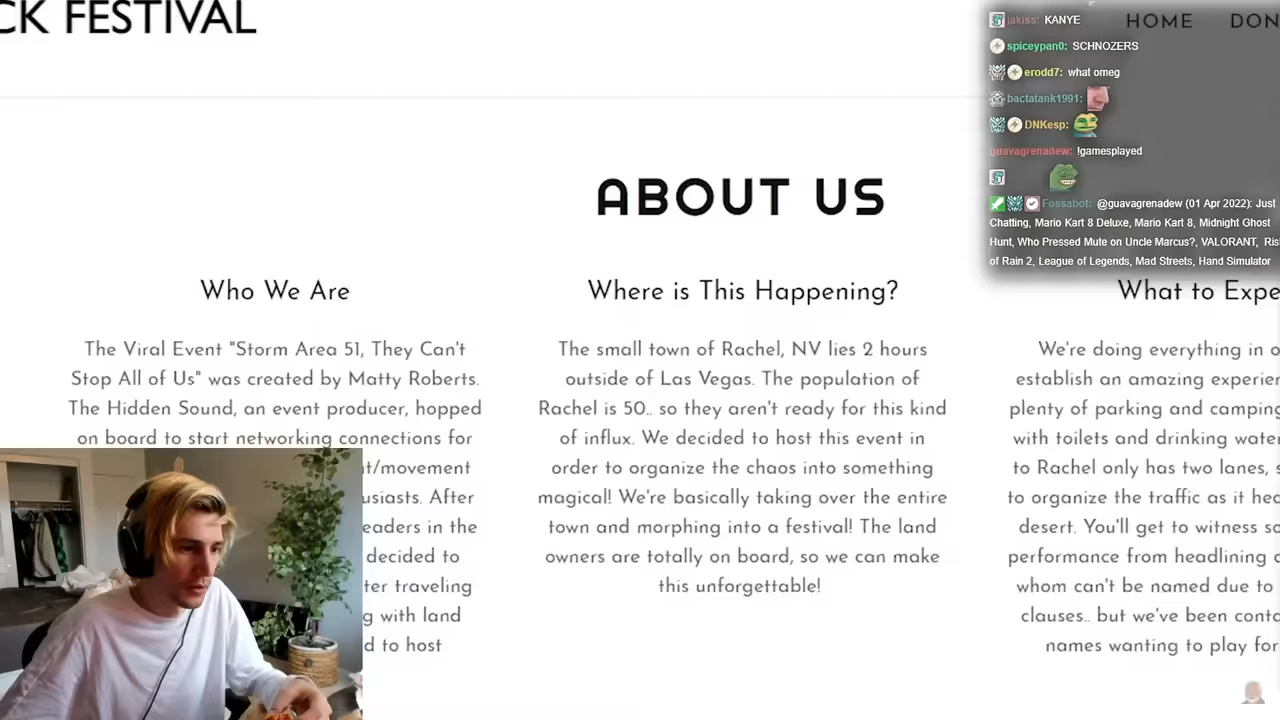 CK FESTIVAL
HOME DON
ABOUT US
Who We Are
The Viral Event "Storm Area 51, They Can't
Stop All of Us" was created by Matty Roberts.
The Hidden Sound, an event producer, hopped
on board to start networking connections for
t/movement
usiasts. After
eaders in the
decided to
ter traveling
g with land
d to host
Where is This Happening?
The small town of Rachel, NV lies 2 hours
outside of Las Vegas. The population of
Rachel is 50.. so they aren't ready for this kind
of influx. We decided to host this event in
order to organize the chaos into something
magical! We're basically taking over the entire
town and morphing into a festival! The land
owners are totally on board, so we can make
this unforgettable!
What to Expe
We're doing everything in o
establish an amazing experien
plenty of parking and camping
with toilets and drinking water
to Rachel only has two lanes, s
to organize the traffic as it hea
desert. You'll get to witness so
performance from headlining
whom can't be named due to
clauses.. but we've been conta
names wanting to play for
jakiss: KANYE
spiceypan0: SCHNOZERS
erodd7: what omeg
bactatank1991:
DNKesp:
guavagrenadew: !gamesplayed
Fossabot: @guavagrenadew (01 Apr 2022): Just
Chatting, Mario Kart 8 Deluxe, Mario Kart 8, Midnight Ghost
Hunt, Who Pressed Mute on Uncle Marcus?, VALORANT, Ris
of Rain 2, League of Legends, Mad Streets, Hand Simulator